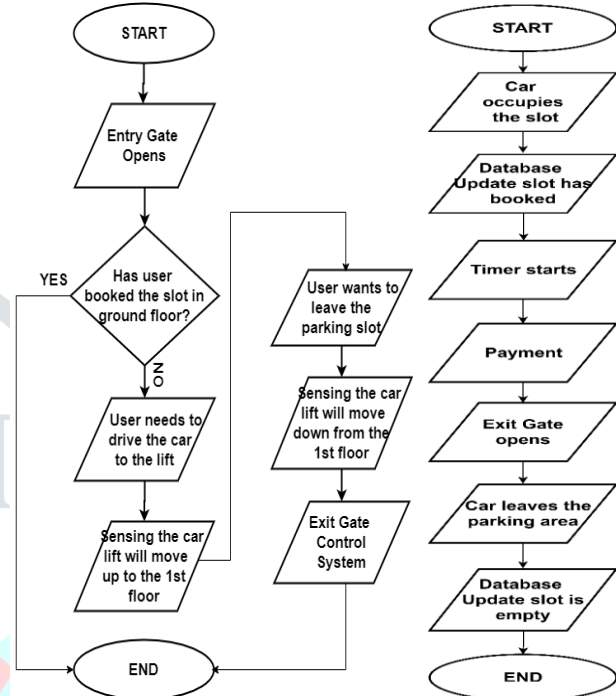 START
Entry Gate
Opens
Has user
booked the slot in
ground floor?
YES
NO
User needs to
drive the car
to the lift
Sensing the car
lift will move
up to the 1st
floor
User wants to
leave the
parking slot
Sensing the car
lift will move
down from the
1st floor
Exit Gate
Control
System
END
START
Car
occupies
the slot
Database
Update slot has
booked
Timer starts
Payment
Exit Gate
opens
Car leaves the
parking area
Database
Update slot is
empty
END